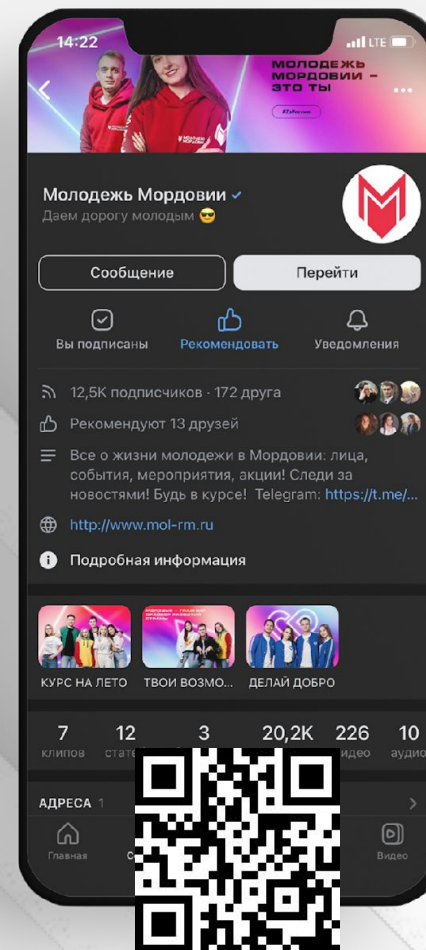 14:22
LTE
МОЛОДЕЖЬ
МОРДОВИИ –
ЭТО ТЫ
Молодежь Мордовии
Даем дорогу молодым 😎
Сообщение
Перейти
Вы подписаны
Рекомендовать
Уведомления
12,5K подписчиков · 172 друга
Рекомендуют 13 друзей
Все о жизни молодежи в Мордовии: лица,
события, мероприятия, акции! Следи за
новостями! Будь в курсе! Telegram: https://t.me/...
http://www.mol-rm.ru
Подробная информация
КУРС НА ЛЕТО
ТВОИ ВОЗМО...
ДЕЛАЙ ДОБРО
7 12 3 20,2K 226 10
клипов
АДРЕСА 1
Главная
Видео